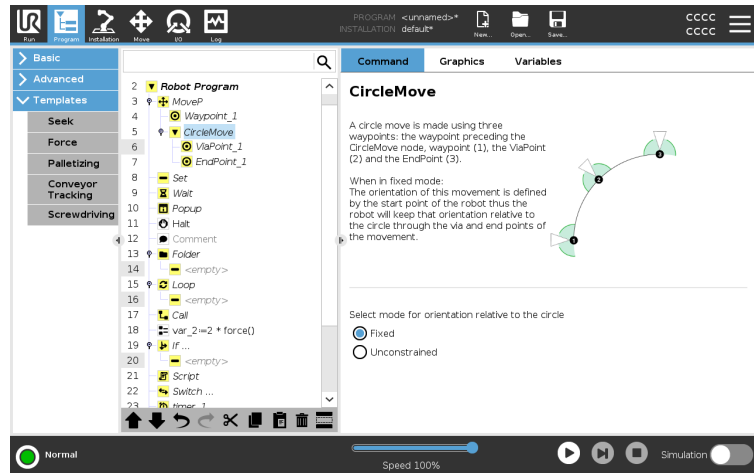 UR
PROGRAM <unnamed>*
INSTALLATION default*
CCCC
CCCC
Run
Program
Installation
Move
I/O
Log
New...
Open...
Save...
Basic
Advanced
Templates
Seek
Force
Palletizing
Conveyor
Tracking
Screwdriving
2 Robot Program
3 MoveP
4 Waypoint_1
5 CircleMove
6 ViaPoint_1
7 EndPoint_1
8 Set
9 Wait
10 Popup
11 Halt
12 Comment
13 Folder
14 <empty>
15 Loop
16 <empty>
17 Call
18 var_2:=2 * force()
19 If ...
20 <empty>
21 Script
22 Switch ...
23 timer_1
Command
Graphics
Variables
CircleMove
A circle move is made using three
waypoints: the waypoint preceding the
CircleMove node, waypoint (1), the ViaPoint
(2) and the EndPoint (3).
When in fixed mode:
The orientation of this movement is defined
by the start point of the robot thus the
robot will keep that orientation relative to
the circle through the via and end points of
the movement.
3
2
1
Select mode for orientation relative to the circle
Fixed
Unconstrained
Normal
Speed 100%
Simulation